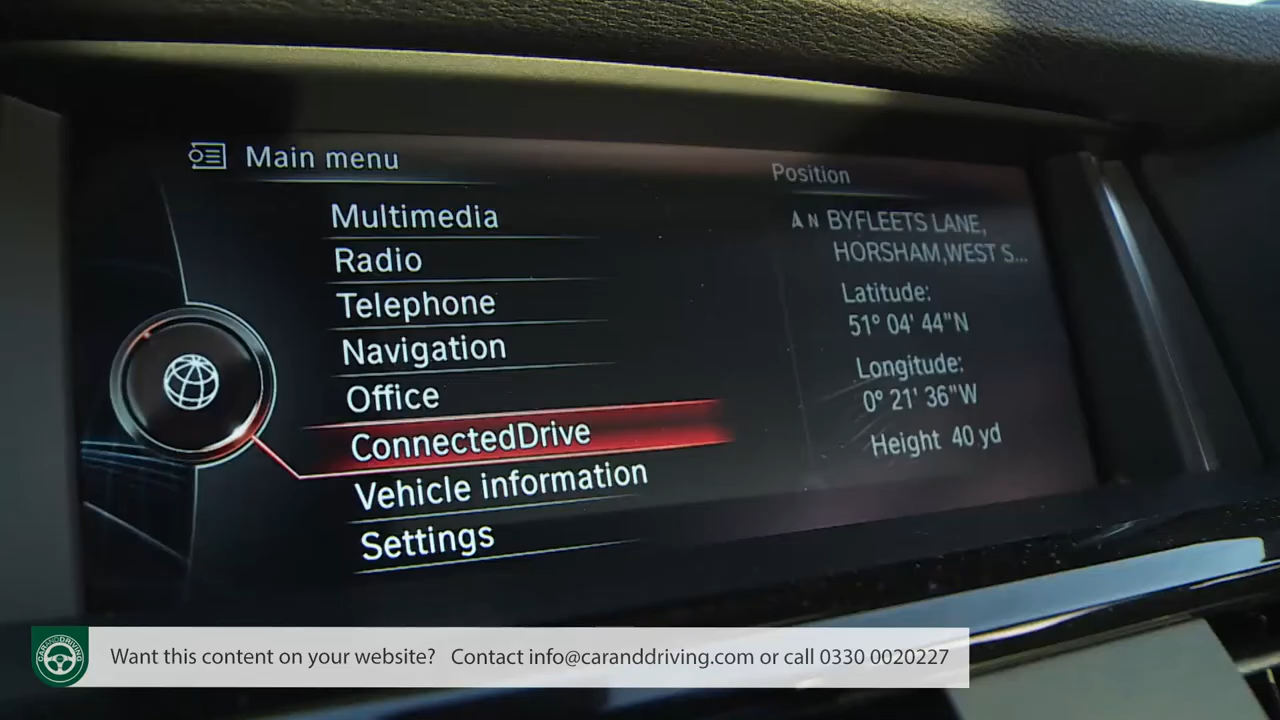 Main menu
Multimedia
Radio
Telephone
Navigation
Office
ConnectedDrive
Vehicle information
Settings
Position
N BYFLEETS LANE,
HORSHAM,WEST S...
Latitude:
51° 04' 44"N
Longitude:
0° 21' 36"W
Height 40 yd
CARANDDRIVING
Want this content on your website? Contact info@caranddriving.com or call 0330 0020227